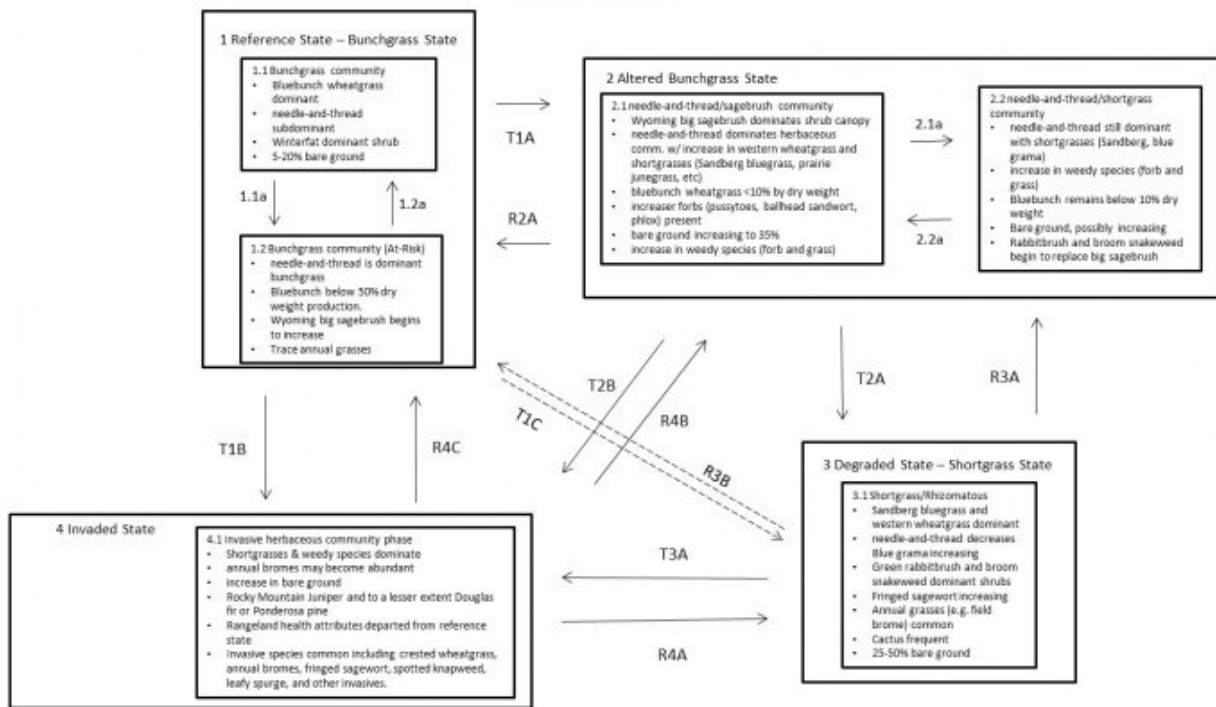 1 Reference State – Bunchgrass State
1.1 Bunchgrass community
• Bluebunch wheatgrass
dominant
• needle-and-thread
subdominant
• Winterfat dominant shrub
• 5-20% bare ground
1.1a
1.2a
1.2 Bunchgrass community (At-Risk)
• needle-and-thread is dominant
bunchgrass
• Bluebunch below 50% dry
weight production.
• Wyoming big sagebrush begins
to increase
• Trace annual grasses
T1A
R2A
2 Altered Bunchgrass State
2.1 needle-and-thread/sagebrush community
• Wyoming big sagebrush dominates shrub canopy
• needle-and-thread dominates herbaceous
comm. w/ increase in western wheatgrass and
shortgrasses (Sandberg bluegrass, prairie
junegrass, etc)
• bluebunch wheatgrass <10% by dry weight
• increaser forbs (pussytoes, ballhead sandwort,
phlox) present
• bare ground increasing to 35%
• increase in weedy species (forb and grass)
2.1a
2.2a
2.2 needle-and-thread/shortgrass
community
• needle-and-thread still dominant
with shortgrasses (Sandberg, blue
grama)
• increase in weedy species (forb and
grass)
• Bluebunch remains below 10% dry
weight
• Bare ground, possibly increasing
• Rabbitbrush and broom snakeweed
begin to replace big sagebrush
T1B
R4C
T1C
R3B
T2B
R4B
T2A
R3A
4 Invaded State
4.1 Invasive herbaceous community phase
• Shortgrasses & weedy species dominate
• annual bromes may become abundant
• increase in bare ground
• Rocky Mountain Juniper and to a lesser extent Douglas
fir or Ponderosa pine
• Rangeland health attributes departed from reference
state
• Invasive species common including crested wheatgrass,
annual bromes, fringed sagewort, spotted knapweed,
leafy spurge, and other invasives.
T3A
R4A
3 Degraded State – Shortgrass State
3.1 Shortgrass/Rhizomatous
• Sandberg bluegrass and
western wheatgrass dominant
• needle-and-thread decreases
Blue grama increasing
• Green rabbitbrush and broom
snakeweed dominant shrubs
• Fringed sagewort increasing
• Annual grasses (e.g. field
brome) common
• Cactus frequent
• 25-50% bare ground